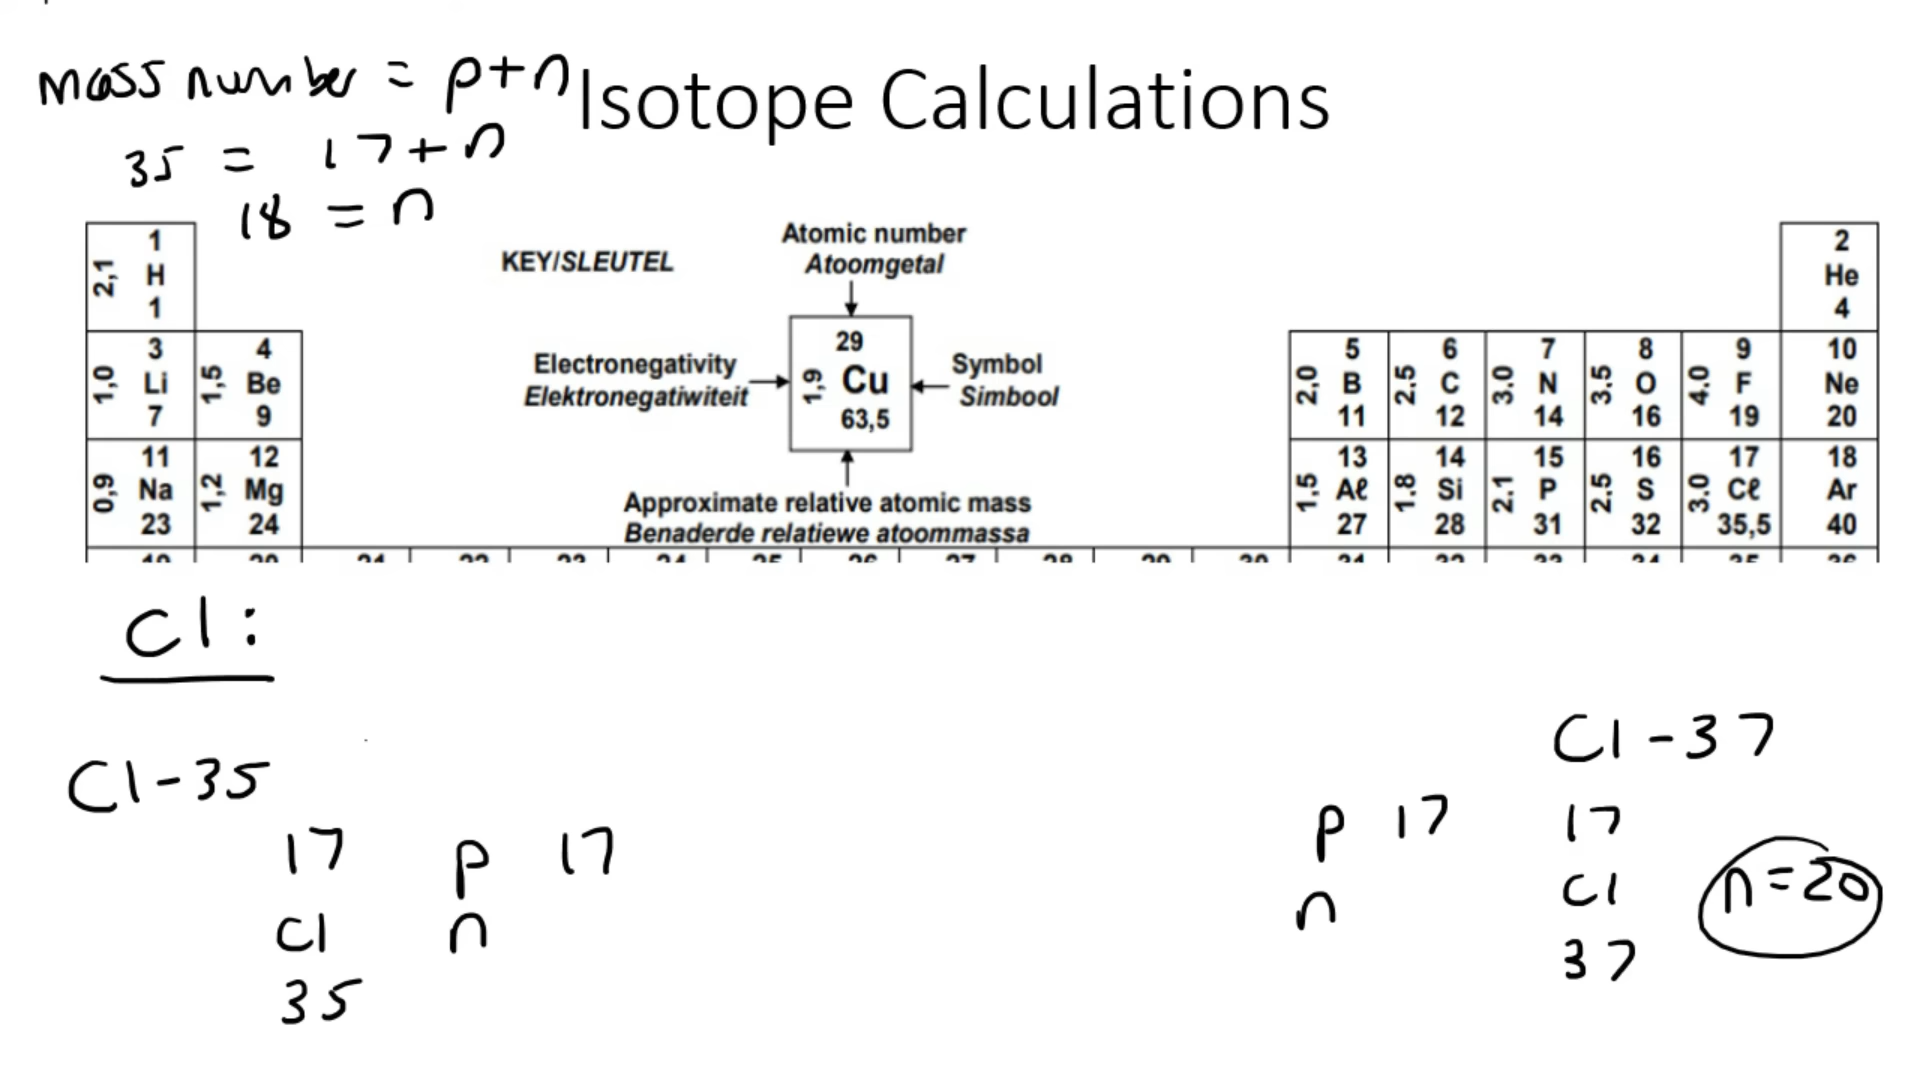 mass number = p+n
Isotope Calculations
35 = 17+n
18 = n
1
2,1 H
1
KEY/SLEUTEL
Atomic number
Atoomgetal
2
He
4
3
1,0 Li
7
4
1,5 Be
9
Electronegativity
Elektronegatiwiteit
29
1,9 Cu
63,5
Symbol
Simbool
5
2,0 B
11
6
2,5 C
12
7
3,0 N
14
8
3,5 O
16
9
4,0 F
19
10
Ne
20
11
0,9 Na
23
12
1,2 Mg
24
Approximate relative atomic mass
Benaderde relatiewe atoommassa
13
1,5 Aℓ
27
14
1,8 Si
28
15
2,1 P
31
16
2,5 S
32
17
3,0 Cℓ
35,5
18
Ar
40
Cl:
Cl-35
17 p 17
Cl n
35
Cl-37
p 17 17
n Cl n=20
37